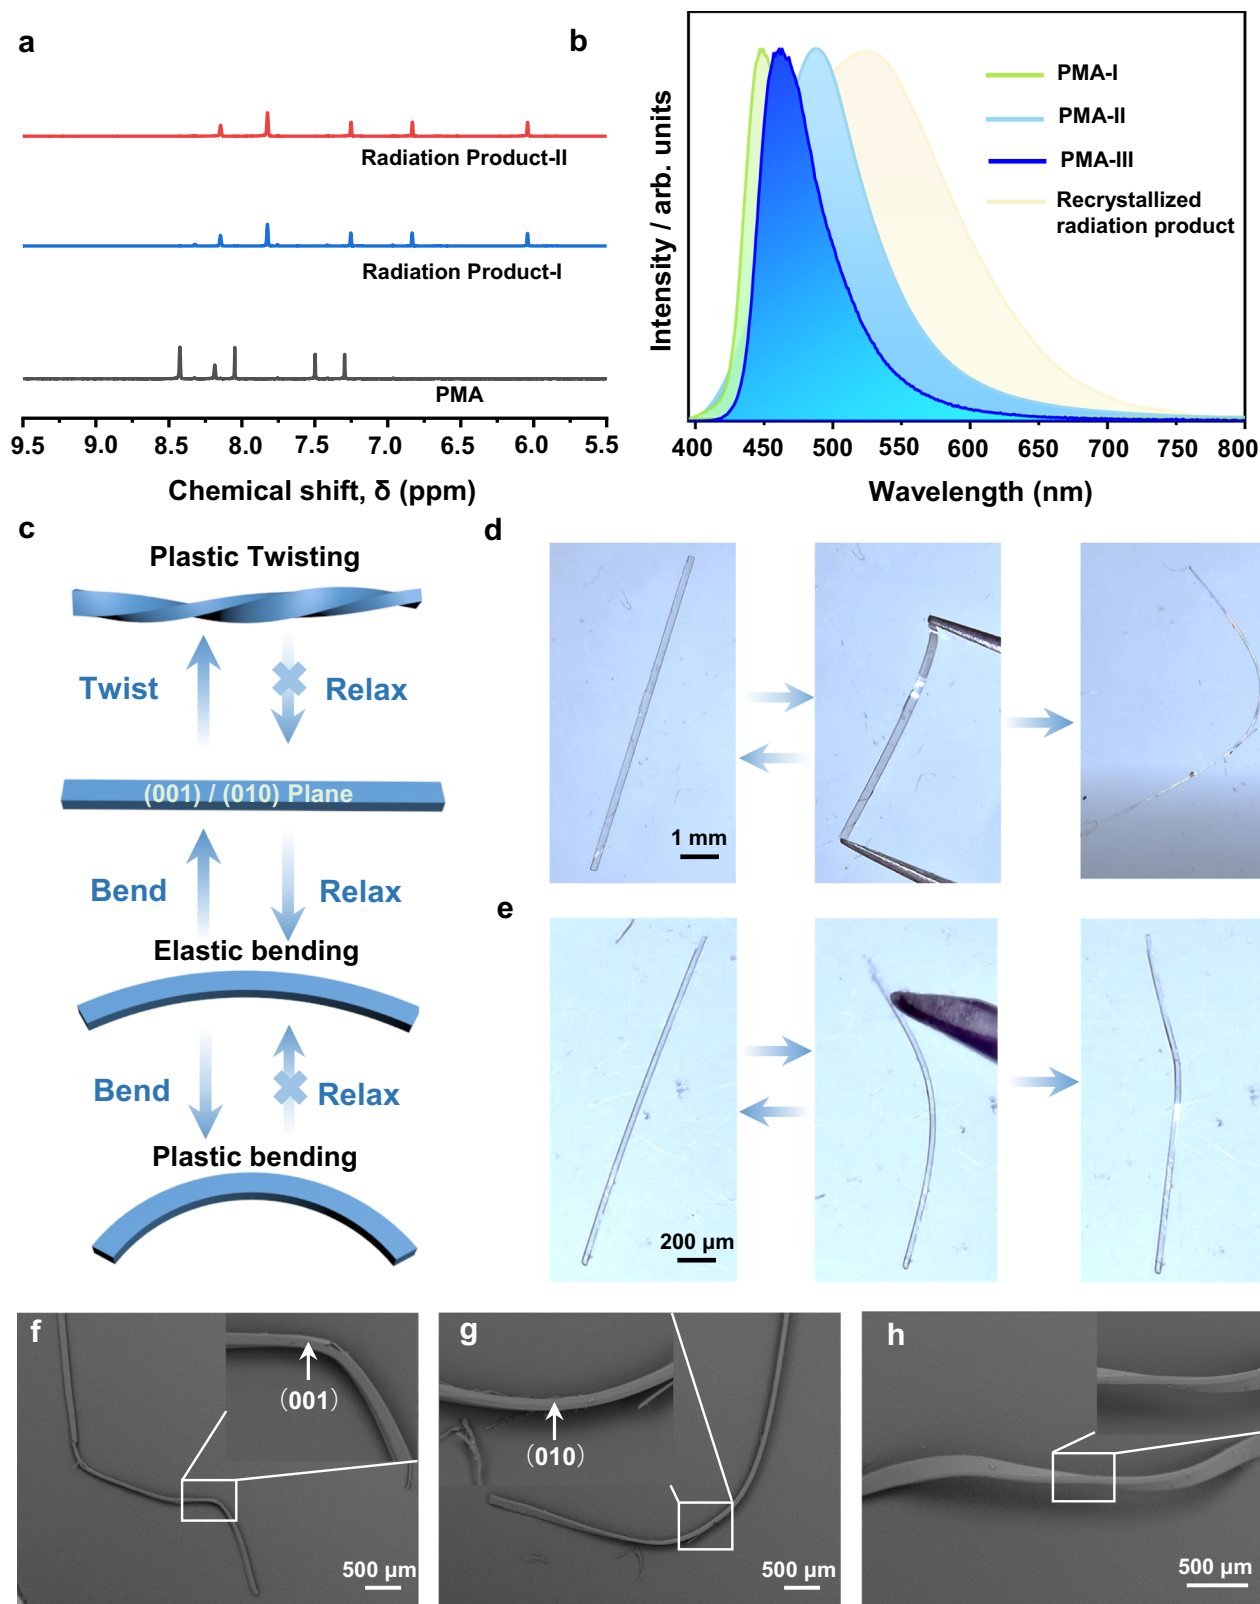 a
Radiation Product-II
Radiation Product-I
PMA
9.5 9.0 8.5 8.0 7.5 7.0 6.5 6.0 5.5
Chemical shift, δ (ppm)
b
Intensity / arb. units
PMA-I
PMA-II
PMA-III
Recrystallized
radiation product
400 450 500 550 600 650 700 750 800
Wavelength (nm)
c
Plastic Twisting
Twist
Relax
(001) / (010) Plane
Bend
Relax
Elastic bending
Bend
Relax
Plastic bending
d
1 mm
e
200 μm
f
(001)
500 μm
g
(010)
500 μm
h
500 μm